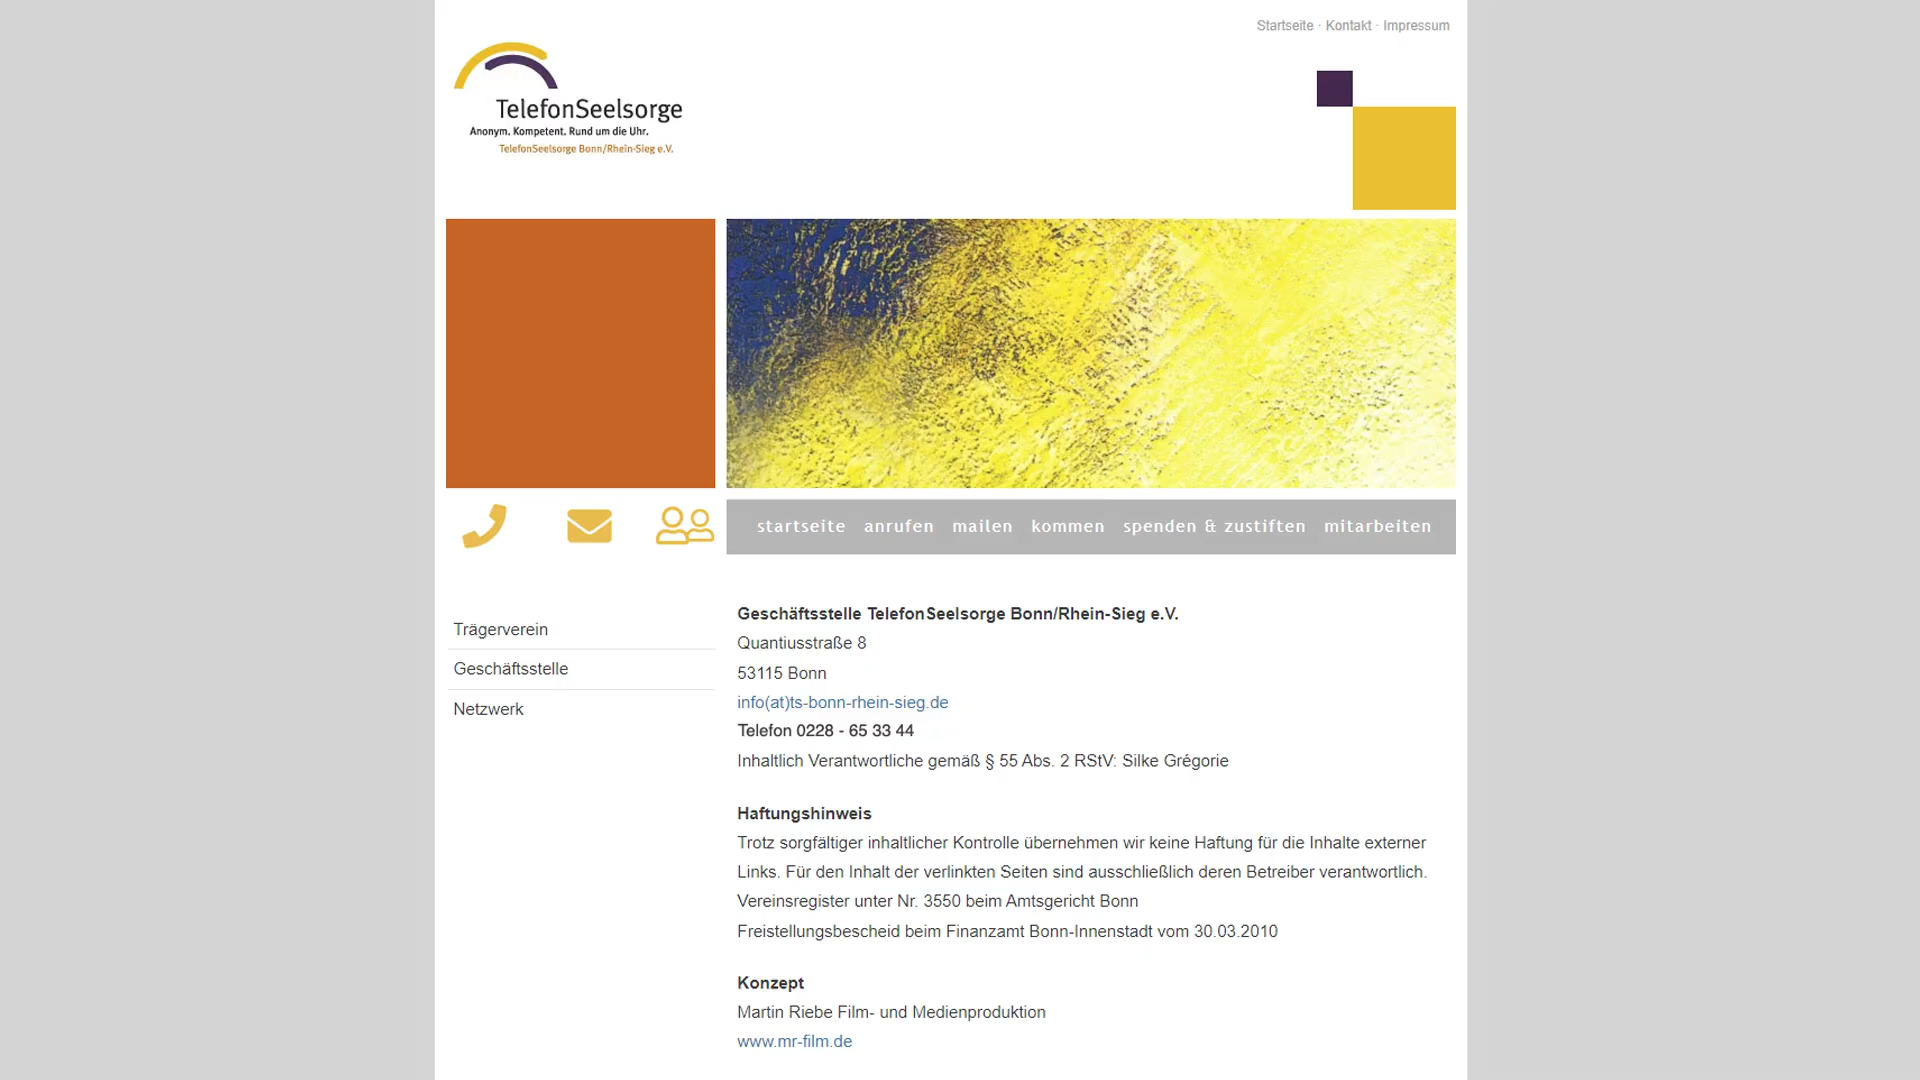 Startseite · Kontakt · Impressum
TelefonSeelsorge
Anonym. Kompetent. Rund um die Uhr.
TelefonSeelsorge Bonn/Rhein-Sieg e.V.
startseite anrufen mailen kommen spenden & zustiften mitarbeiten
Trägerverein
Geschäftsstelle
Netzwerk
Geschäftsstelle TelefonSeelsorge Bonn/Rhein-Sieg e.V.
Quantiusstraße 8
53115 Bonn
info(at)ts-bonn-rhein-sieg.de
Telefon 0228 - 65 33 44
Inhaltlich Verantwortliche gemäß § 55 Abs. 2 RStV: Silke Grégorie
Haftungshinweis
Trotz sorgfältiger inhaltlicher Kontrolle übernehmen wir keine Haftung für die Inhalte externer
Links. Für den Inhalt der verlinkten Seiten sind ausschließlich deren Betreiber verantwortlich.
Vereinsregister unter Nr. 3550 beim Amtsgericht Bonn
Freistellungsbescheid beim Finanzamt Bonn-Innenstadt vom 30.03.2010
Konzept
Martin Riebe Film- und Medienproduktion
www.mr-film.de